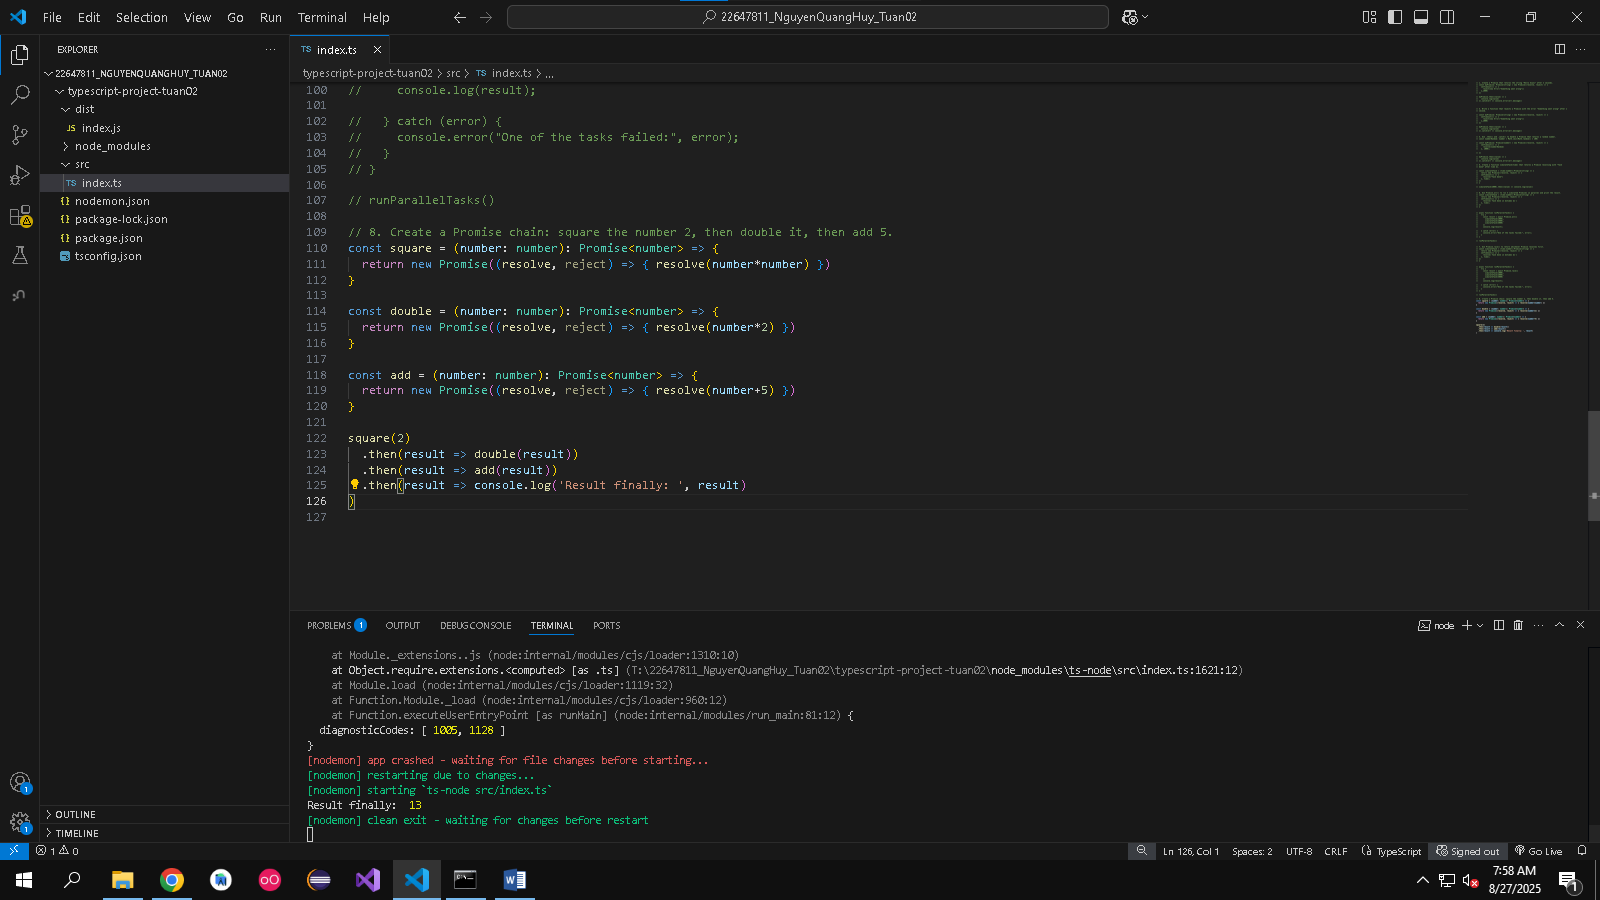 File Edit Selection View Go Run Terminal Help
22647811_NguyenQuangHuy_Tuan02
EXPLORER
TS index.ts
22647811_NGUYENQUANGHUY_TUAN02
typescript-project-tuan02
dist
JS index.js
node_modules
src
TS index.ts
{} nodemon.json
{} package-lock.json
{} package.json
tsconfig.json
OUTLINE
TIMELINE
typescript-project-tuan02 > src > TS index.ts > ...
100 //     console.log(result);
101
102 //   } catch (error) {
103 //     console.error("One of the tasks failed:", error);
104 //   }
105 // }
106
107 // runParallelTasks()
108
109 // 8. Create a Promise chain: square the number 2, then double it, then add 5.
110 const square = (number: number): Promise<number> => {
111   return new Promise((resolve, reject) => { resolve(number*number) })
112 }
113
114 const double = (number: number): Promise<number> => {
115   return new Promise((resolve, reject) => { resolve(number*2) })
116 }
117
118 const add = (number: number): Promise<number> => {
119   return new Promise((resolve, reject) => { resolve(number+5) })
120 }
121
122 square(2)
123   .then(result => double(result))
124   .then(result => add(result))
125   .then(result => console.log('Result finally: ', result)
126 )
127
PROBLEMS 1 OUTPUT DEBUG CONSOLE TERMINAL PORTS
node
at Module._extensions..js (node:internal/modules/cjs/loader:1310:10)
at Object.require.extensions.<computed> [as .ts] (T:\22647811_NguyenQuangHuy_Tuan02\typescript-project-tuan02\node_modules\ts-node\src\index.ts:1621:12)
at Module.load (node:internal/modules/cjs/loader:1119:32)
at Function.Module._load (node:internal/modules/cjs/loader:960:12)
at Function.executeUserEntryPoint [as runMain] (node:internal/modules/run_main:81:12) {
diagnosticCodes: [ 1005, 1128 ]
}
[nodemon] app crashed - waiting for file changes before starting...
[nodemon] restarting due to changes...
[nodemon] starting `ts-node src/index.ts`
Result finally:  13
[nodemon] clean exit - waiting for changes before restart
1 0
Ln 126, Col 1 Spaces: 2 UTF-8 CRLF TypeScript Signed out Go Live
7:58 AM
8/27/2025
1